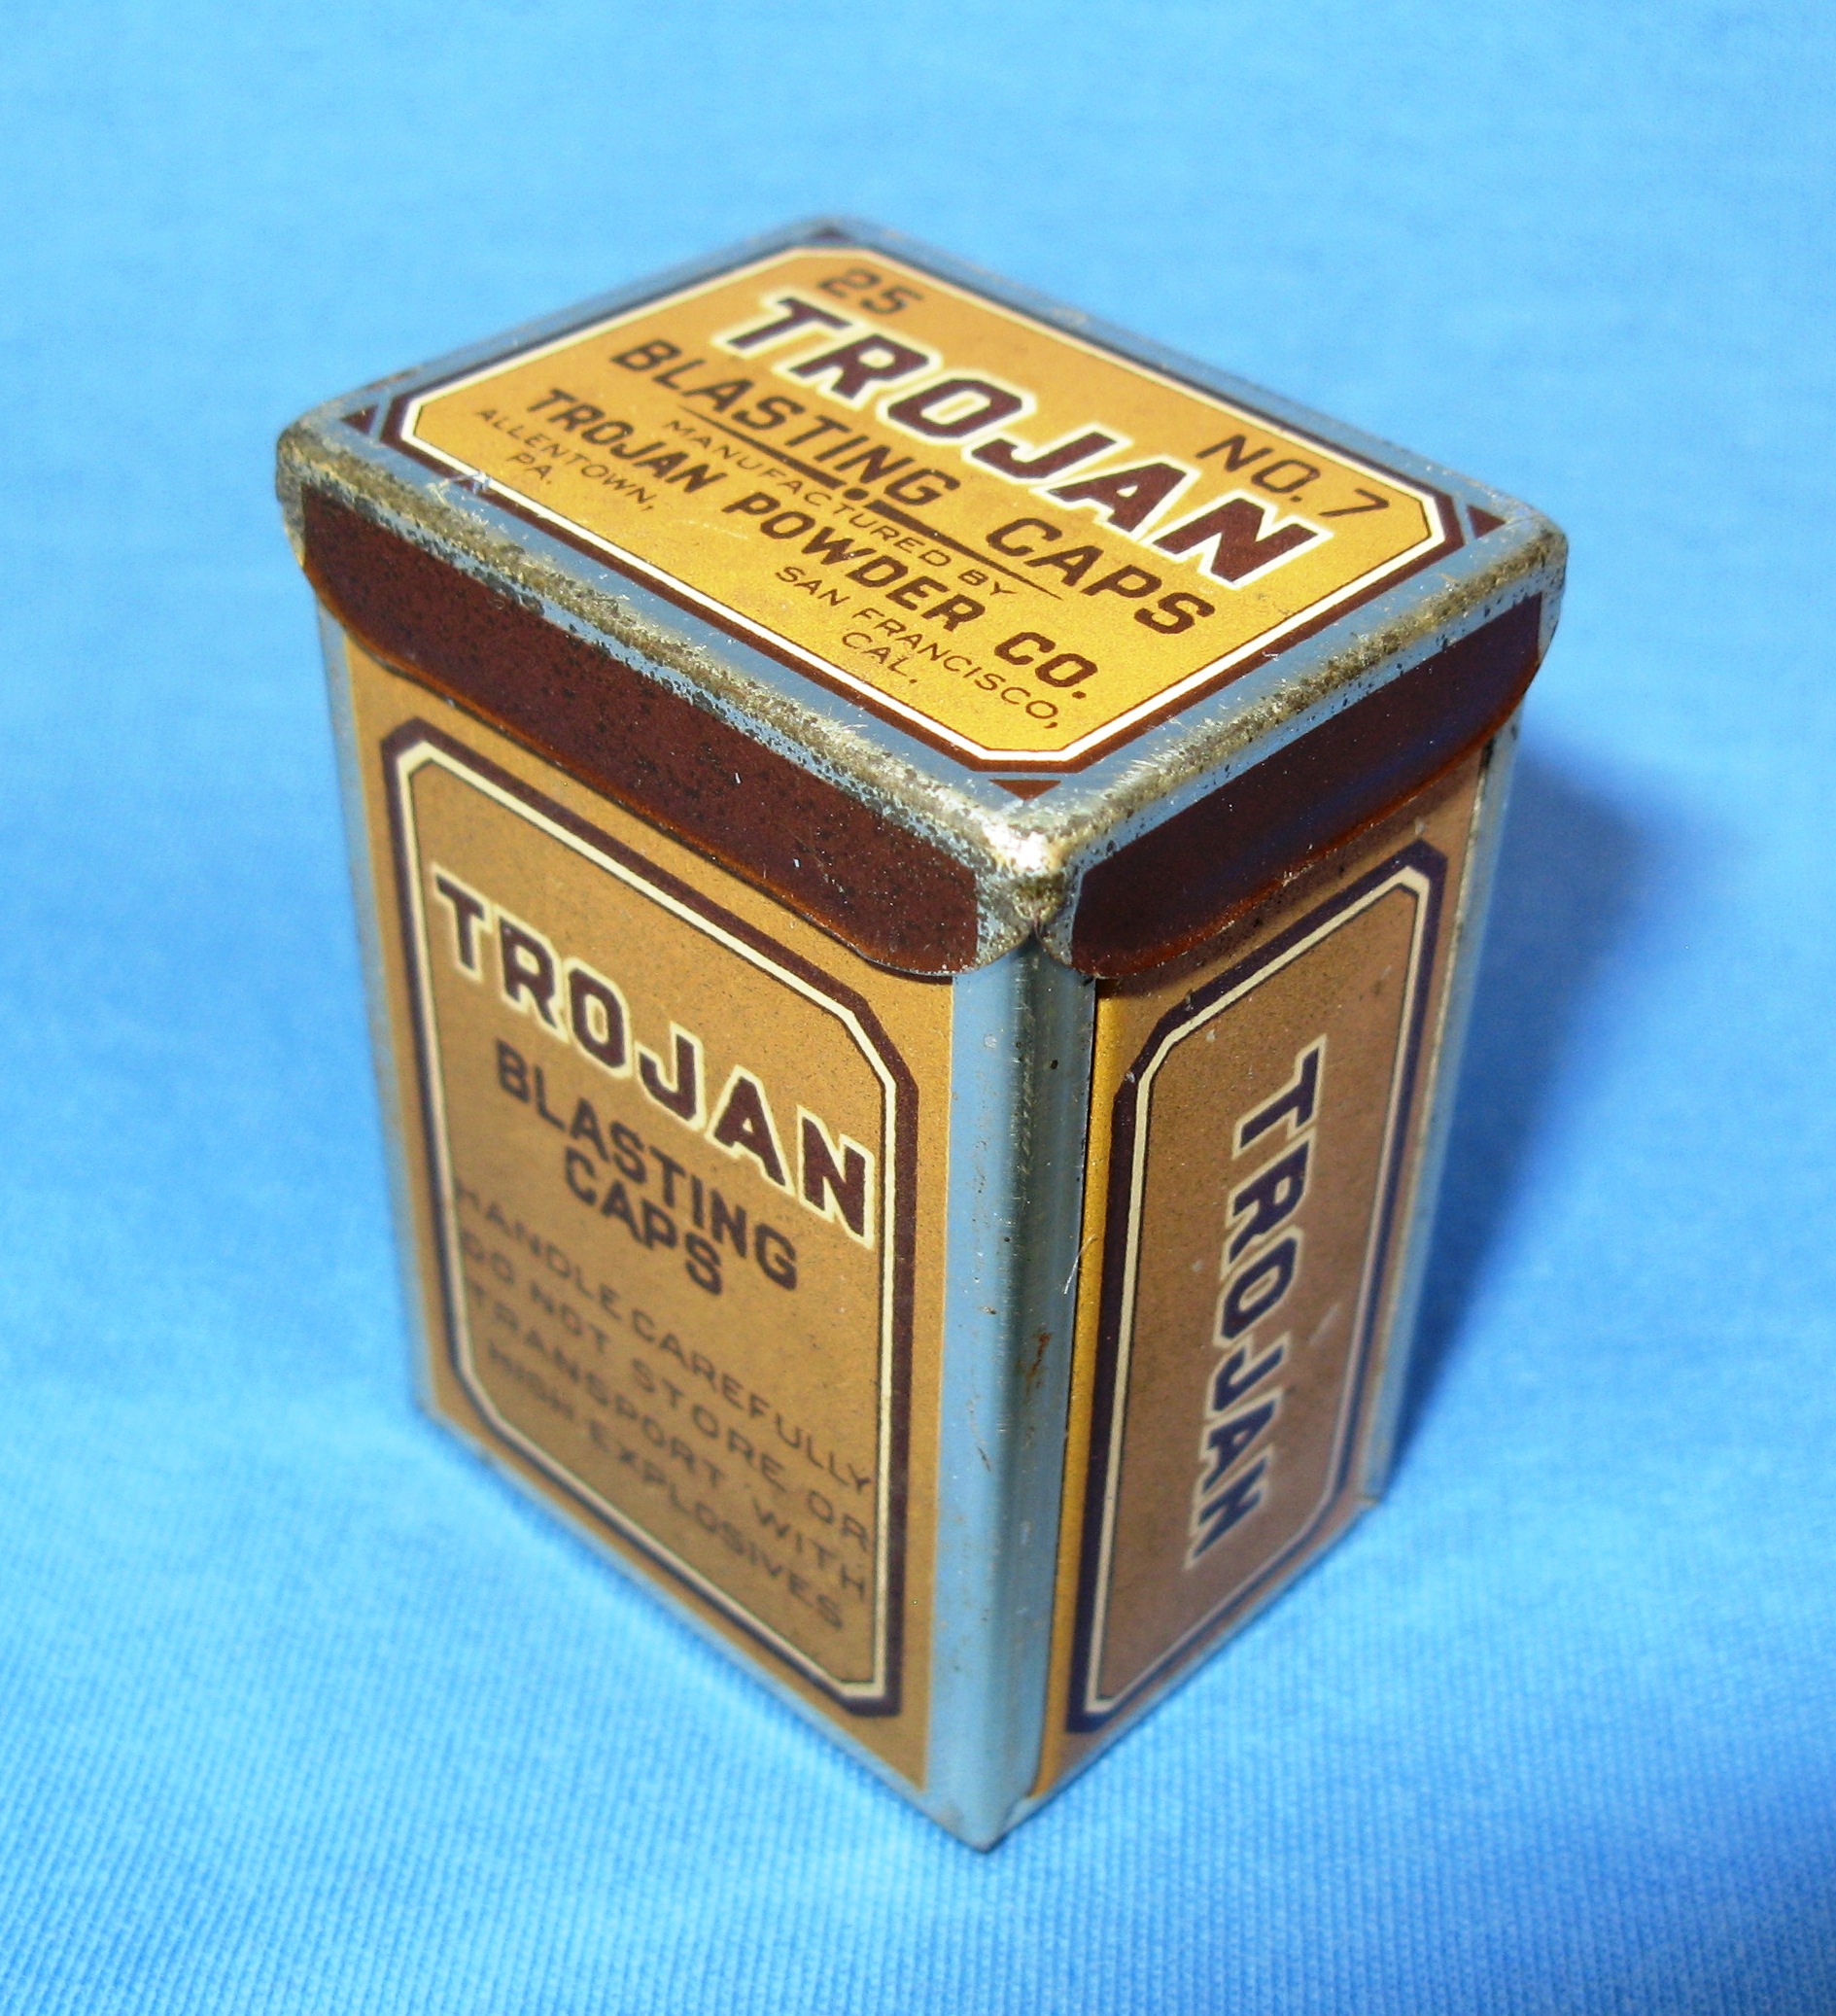 25 NO. 7
TROJAN
BLASTING CAPS
MANUFACTURED BY
TROJAN POWDER CO.
ALLENTOWN, SAN FRANCISCO,
PA. CAL.
TROJAN
BLASTING
CAPS
HANDLE CAREFULLY
DO NOT STORE OR
TRANSPORT WITH
HIGH EXPLOSIVES
TROJAN